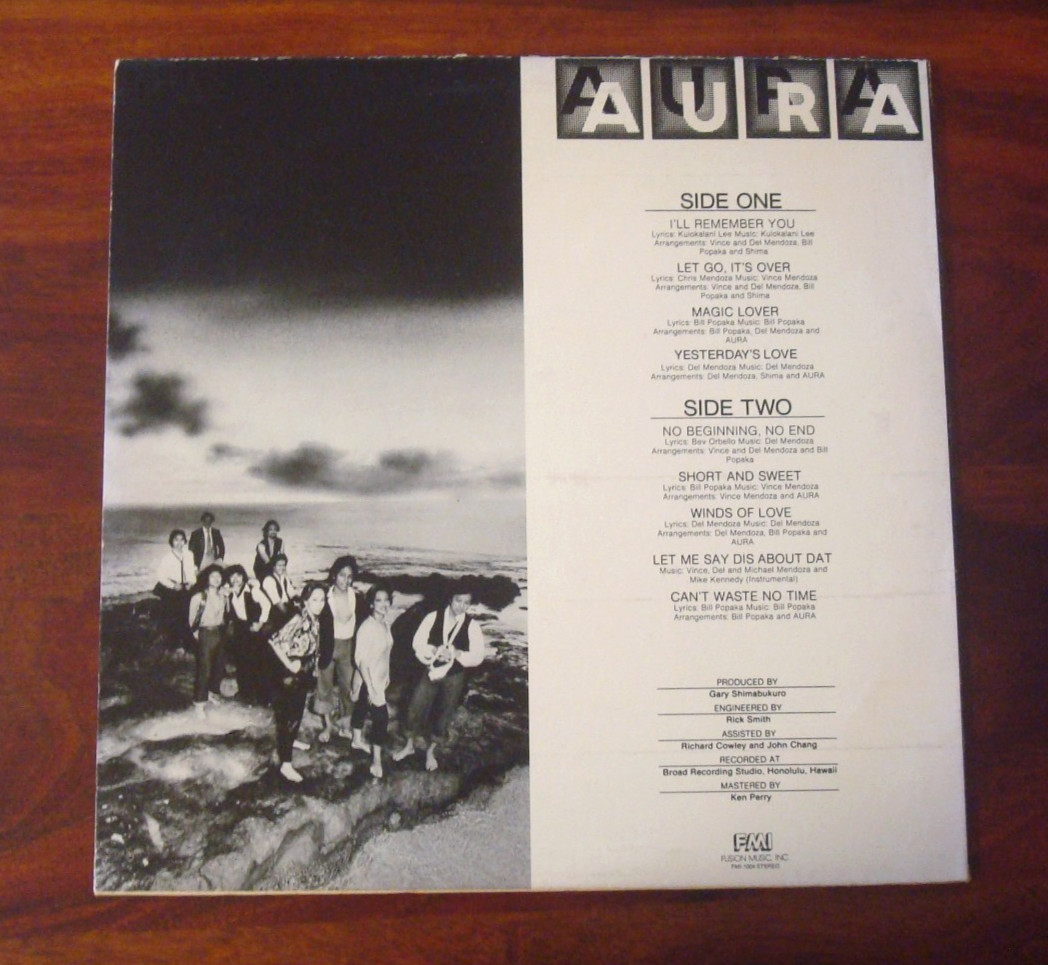 AURA
SIDE ONE
I'LL REMEMBER YOU
Lyrics: Kuiokalani Lee Music: Kuiokalani Lee
Arrangements: Vince and Del Mendoza, Bill
Popaka and Shima
LET GO, IT'S OVER
Lyrics: Chris Mendoza Music: Vince Mendoza
Arrangements: Vince and Del Mendoza, Bill
Popaka and Shima
MAGIC LOVER
Lyrics: Bill Popaka Music: Bill Popaka
Arrangements: Bill Popaka, Del Mendoza and
AURA
YESTERDAY'S LOVE
Lyrics: Del Mendoza Music: Del Mendoza
Arrangements: Del Mendoza, Shima and AURA
SIDE TWO
NO BEGINNING, NO END
Lyrics: Bev Orbello Music: Del Mendoza
Arrangements: Vince and Del Mendoza and Bill
Popaka
SHORT AND SWEET
Lyrics: Bill Popaka Music: Vince Mendoza
Arrangements: Vince Mendoza and AURA
WINDS OF LOVE
Lyrics: Del Mendoza Music: Del Mendoza
Arrangements: Del Mendoza, Bill Popaka and
AURA
LET ME SAY DIS ABOUT DAT
Music: Vince, Del and Michael Mendoza and
Mike Kennedy (Instrumental)
CAN'T WASTE NO TIME
Lyrics: Bill Popaka Music: Bill Popaka
Arrangements: Bill Popaka and AURA
PRODUCED BY
Gary Shimabukuro
ENGINEERED BY
Rick Smith
ASSISTED BY
Richard Cowley and John Chang
RECORDED AT
Broad Recording Studio, Honolulu, Hawaii
MASTERED BY
Ken Perry
FMI
FUSION MUSIC, INC.
STEREO